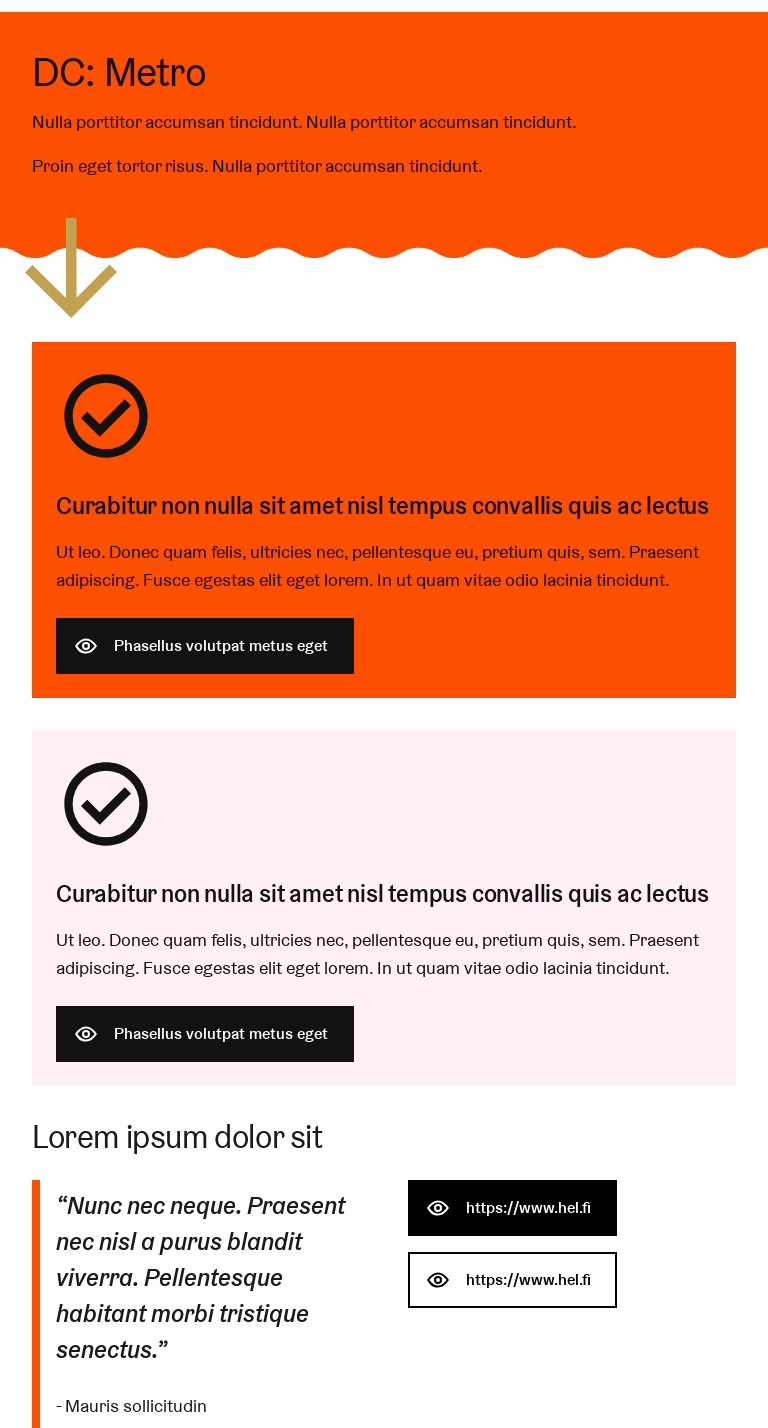 DC: Metro
Nulla porttitor accumsan tincidunt. Nulla porttitor accumsan tincidunt.
Proin eget tortor risus. Nulla porttitor accumsan tincidunt.
Curabitur non nulla sit amet nisl tempus convallis quis ac lectus
Ut leo. Donec quam felis, ultricies nec, pellentesque eu, pretium quis, sem. Praesent
adipiscing. Fusce egestas elit eget lorem. In ut quam vitae odio lacinia tincidunt.
Phasellus volutpat metus eget
Curabitur non nulla sit amet nisl tempus convallis quis ac lectus
Ut leo. Donec quam felis, ultricies nec, pellentesque eu, pretium quis, sem. Praesent
adipiscing. Fusce egestas elit eget lorem. In ut quam vitae odio lacinia tincidunt.
Phasellus volutpat metus eget
Lorem ipsum dolor sit
“Nunc nec neque. Praesent
nec nisl a purus blandit
viverra. Pellentesque
habitant morbi tristique
senectus.”
- Mauris sollicitudin
https://www.hel.fi
https://www.hel.fi